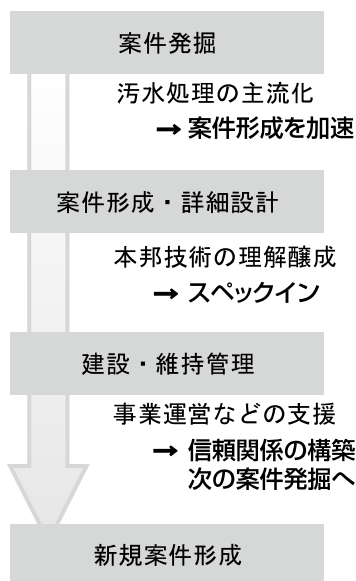 案件発掘
汚水処理の主流化
→ 案件形成を加速
案件形成・詳細設計
本邦技術の理解醸成
→ スペックイン
建設・維持管理
事業運営などの支援
→ 信頼関係の構築
次の案件発掘へ
新規案件形成